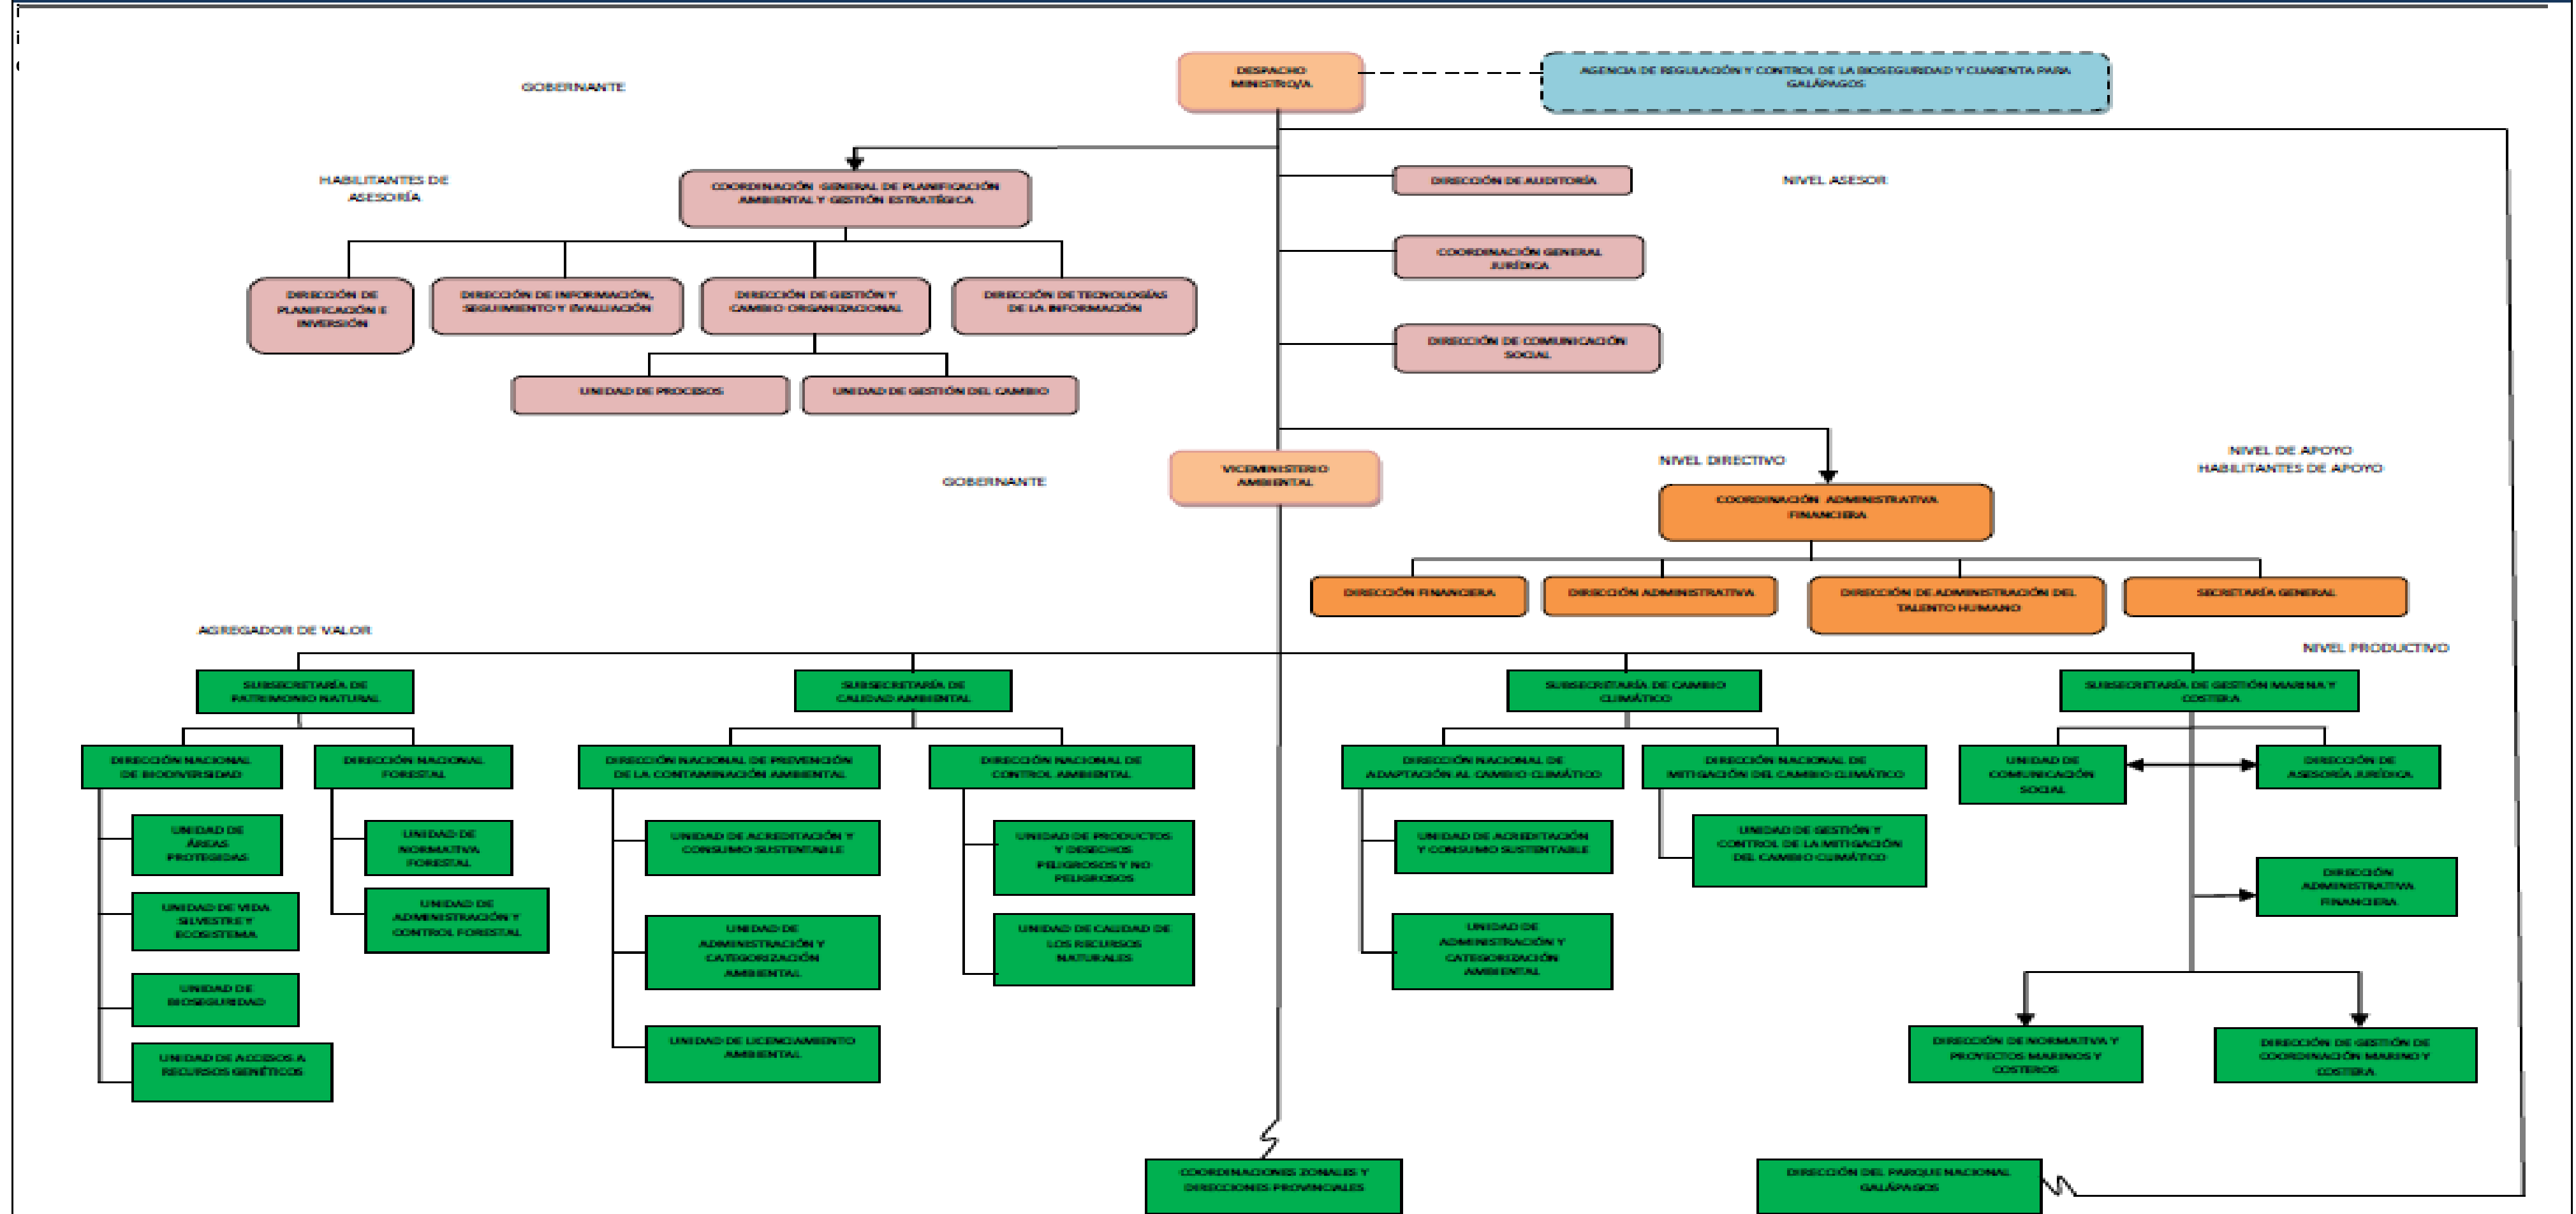 DESPACHO
MINISTRO/A
AGENCIA DE REGULACIÓN Y CONTROL DE LA BIOSEGURIDAD Y CUARENTA PARA
GALÁPAGOS
GOBERNANTE
HABILITANTES DE
ASESORÍA
COORDINACIÓN GENERAL DE PLANIFICACIÓN
AMBIENTAL Y GESTIÓN ESTRATÉGICA
DIRECCIÓN DE AUDITORÍA
NIVEL ASESOR
COORDINACIÓN GENERAL
JURÍDICA
DIRECCIÓN DE
PLANIFICACIÓN E
INVERSIÓN
DIRECCIÓN DE INFORMACIÓN,
SEGUIMIENTO Y EVALUACIÓN
DIRECCIÓN DE GESTIÓN Y
CAMBIO ORGANIZACIONAL
DIRECCIÓN DE TECNOLOGÍAS
DE LA INFORMACIÓN
DIRECCIÓN DE COMUNICACIÓN
SOCIAL
UNIDAD DE PROCESOS
UNIDAD DE GESTIÓN DEL CAMBIO
VICEMINISTERIO
AMBIENTAL
GOBERNANTE
NIVEL DIRECTIVO
NIVEL DE APOYO
HABILITANTES DE APOYO
COORDINACIÓN ADMINISTRATIVA
FINANCIERA
DIRECCIÓN FINANCIERA
DIRECCIÓN ADMINISTRATIVA
DIRECCIÓN DE ADMINISTRACIÓN DEL
TALENTO HUMANO
SECRETARÍA GENERAL
AGREGADOR DE VALOR
NIVEL PRODUCTIVO
SUBSECRETARÍA DE
PATRIMONIO NATURAL
SUBSECRETARÍA DE
CALIDAD AMBIENTAL
SUBSECRETARÍA DE CAMBIO
CLIMÁTICO
SUBSECRETARÍA DE GESTIÓN MARINA Y
COSTERA
DIRECCIÓN NACIONAL
DE BIODIVERSIDAD
DIRECCIÓN NACIONAL
FORESTAL
DIRECCIÓN NACIONAL DE PREVENCIÓN
DE LA CONTAMINACIÓN AMBIENTAL
DIRECCIÓN NACIONAL DE
CONTROL AMBIENTAL
DIRECCIÓN NACIONAL DE
ADAPTACIÓN AL CAMBIO CLIMÁTICO
DIRECCIÓN NACIONAL DE
MITIGACIÓN DEL CAMBIO CLIMÁTICO
UNIDAD DE
COMUNICACIÓN
SOCIAL
DIRECCIÓN DE
ASESORÍA JURÍDICA
UNIDAD DE
ÁREAS
PROTEGIDAS
UNIDAD DE
NORMATIVA
FORESTAL
UNIDAD DE ACREDITACIÓN Y
CONSUMO SUSTENTABLE
UNIDAD DE PRODUCTOS
Y DESECHOS
PELIGROSOS Y NO
PELIGROSOS
UNIDAD DE ACREDITACIÓN
Y CONSUMO SUSTENTABLE
UNIDAD DE GESTIÓN Y
CONTROL DE LA MITIGACIÓN
DEL CAMBIO CLIMÁTICO
DIRECCIÓN
ADMINISTRATIVA
FINANCIERA
UNIDAD DE VIDA
SILVESTRE Y
ECOSISTEMA
UNIDAD DE
ADMINISTRACIÓN Y
CONTROL FORESTAL
UNIDAD DE
ADMINISTRACIÓN Y
CATEGORIZACIÓN
AMBIENTAL
UNIDAD DE CALIDAD DE
LOS RECURSOS
NATURALES
UNIDAD DE
ADMINISTRACIÓN Y
CATEGORIZACIÓN
AMBIENTAL
UNIDAD DE
BIOSEGURIDAD
UNIDAD DE ACCESOS A
RECURSOS GENÉTICOS
UNIDAD DE LICENCIAMIENTO
AMBIENTAL
DIRECCIÓN DE NORMATIVA Y
PROYECTOS MARINOS Y
COSTEROS
DIRECCIÓN DE GESTIÓN DE
COORDINACIÓN MARINO Y
COSTERA
COORDINACIONES ZONALES Y
DIRECCIONES PROVINCIALES
DIRECCIÓN DEL PARQUE NACIONAL
GALÁPAGOS